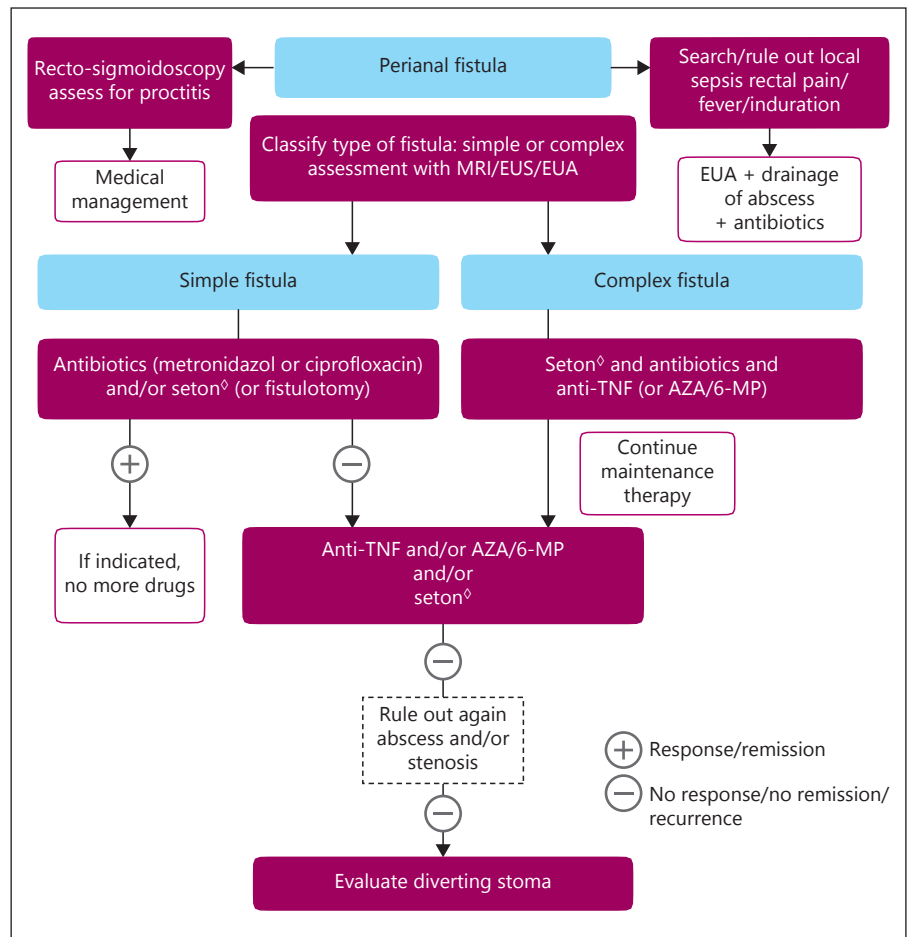 Perianal fistula
Recto-sigmoidoscopy
assess for proctitis
Search/rule out local
sepsis rectal pain/
fever/induration
Medical
management
Classify type of fistula: simple or complex
assessment with MRI/EUS/EUA
EUA + drainage
of abscess
+ antibiotics
Simple fistula
Complex fistula
Antibiotics (metronidazol or ciprofloxacin)
and/or seton◊ (or fistulotomy)
Seton◊ and antibiotics and
anti-TNF (or AZA/6-MP)
+
−
Continue
maintenance
therapy
If indicated,
no more drugs
Anti-TNF and/or AZA/6-MP
and/or
seton◊
−
Rule out again
abscess and/or
stenosis
−
+ Response/remission
− No response/no remission/
recurrence
Evaluate diverting stoma